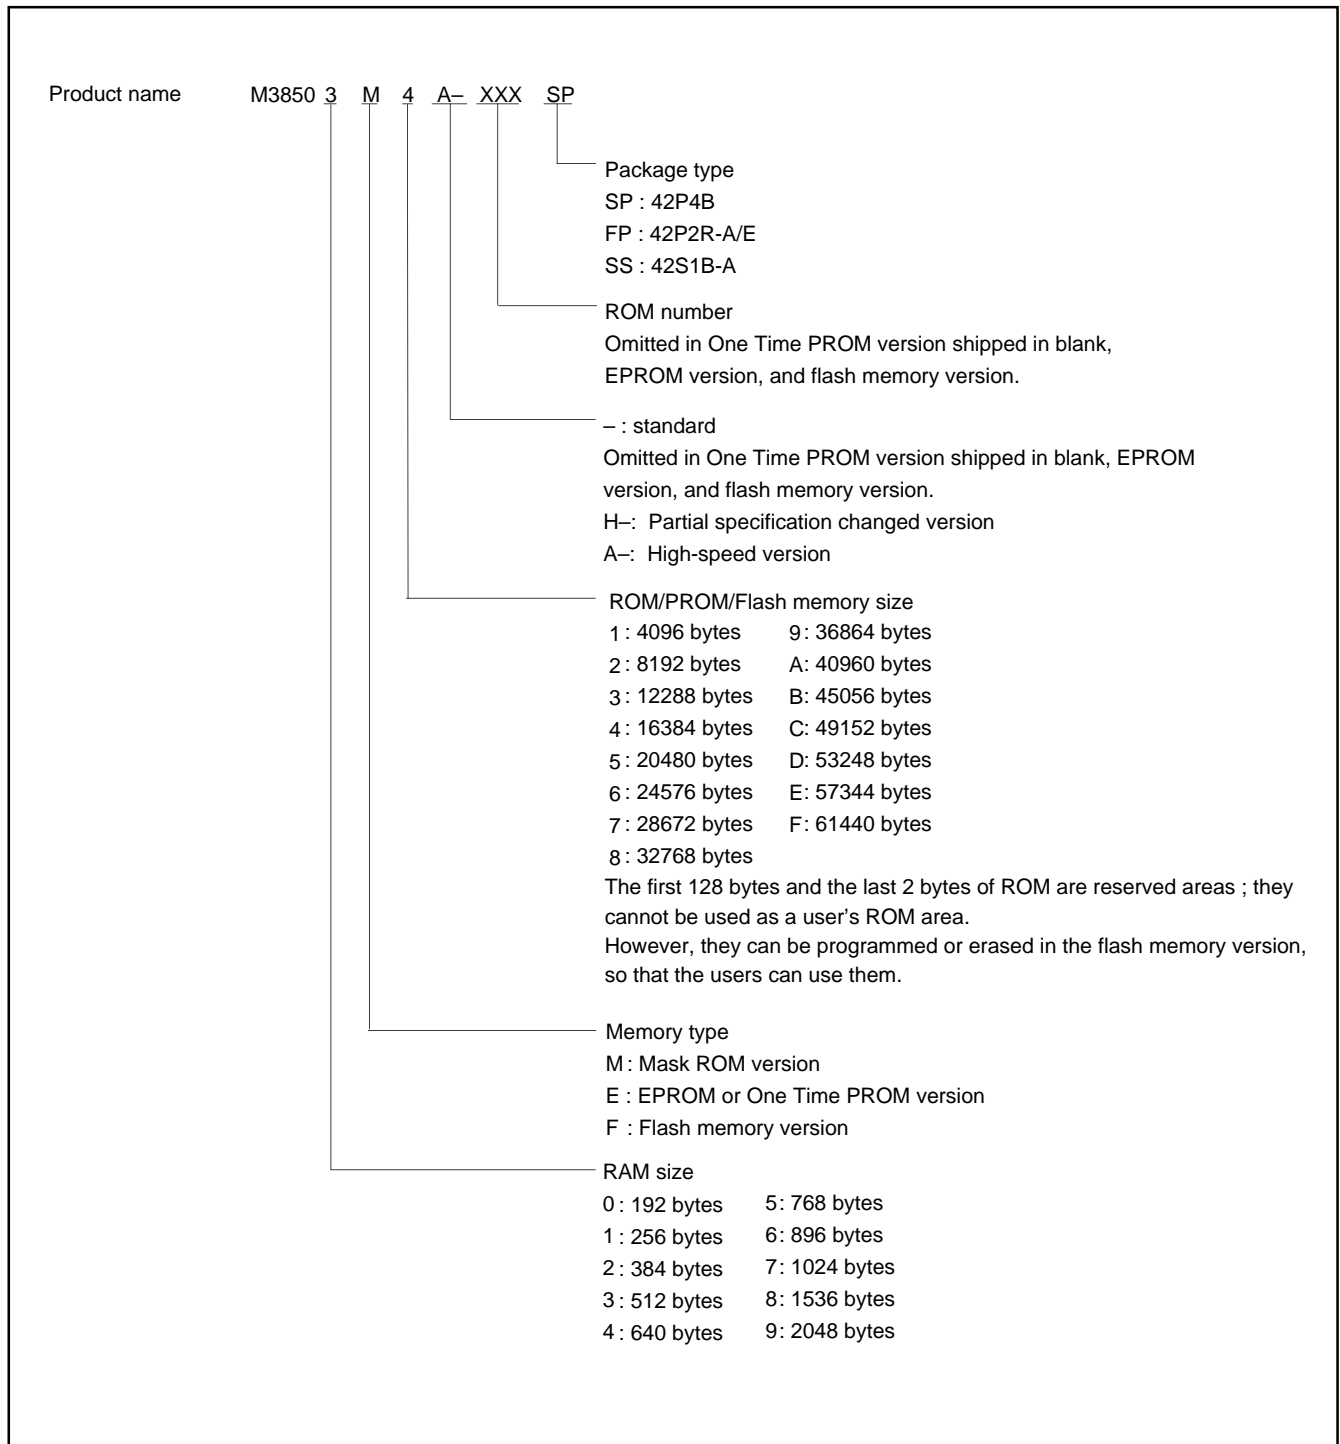 Product name M3850 3 M 4 A– XXX SP
Package type
SP : 42P4B
FP : 42P2R-A/E
SS : 42S1B-A
ROM number
Omitted in One Time PROM version shipped in blank,
EPROM version, and flash memory version.
– : standard
Omitted in One Time PROM version shipped in blank, EPROM
version, and flash memory version.
H–: Partial specification changed version
A–: High-speed version
ROM/PROM/Flash memory size
1 : 4096 bytes 9 : 36864 bytes
2 : 8192 bytes A: 40960 bytes
3 : 12288 bytes B: 45056 bytes
4 : 16384 bytes C: 49152 bytes
5 : 20480 bytes D: 53248 bytes
6 : 24576 bytes E: 57344 bytes
7 : 28672 bytes F: 61440 bytes
8 : 32768 bytes
The first 128 bytes and the last 2 bytes of ROM are reserved areas ; they
cannot be used as a user’s ROM area.
However, they can be programmed or erased in the flash memory version,
so that the users can use them.
Memory type
M : Mask ROM version
E : EPROM or One Time PROM version
F : Flash memory version
RAM size
0 : 192 bytes 5 : 768 bytes
1 : 256 bytes 6 : 896 bytes
2 : 384 bytes 7 : 1024 bytes
3 : 512 bytes 8 : 1536 bytes
4 : 640 bytes 9 : 2048 bytes